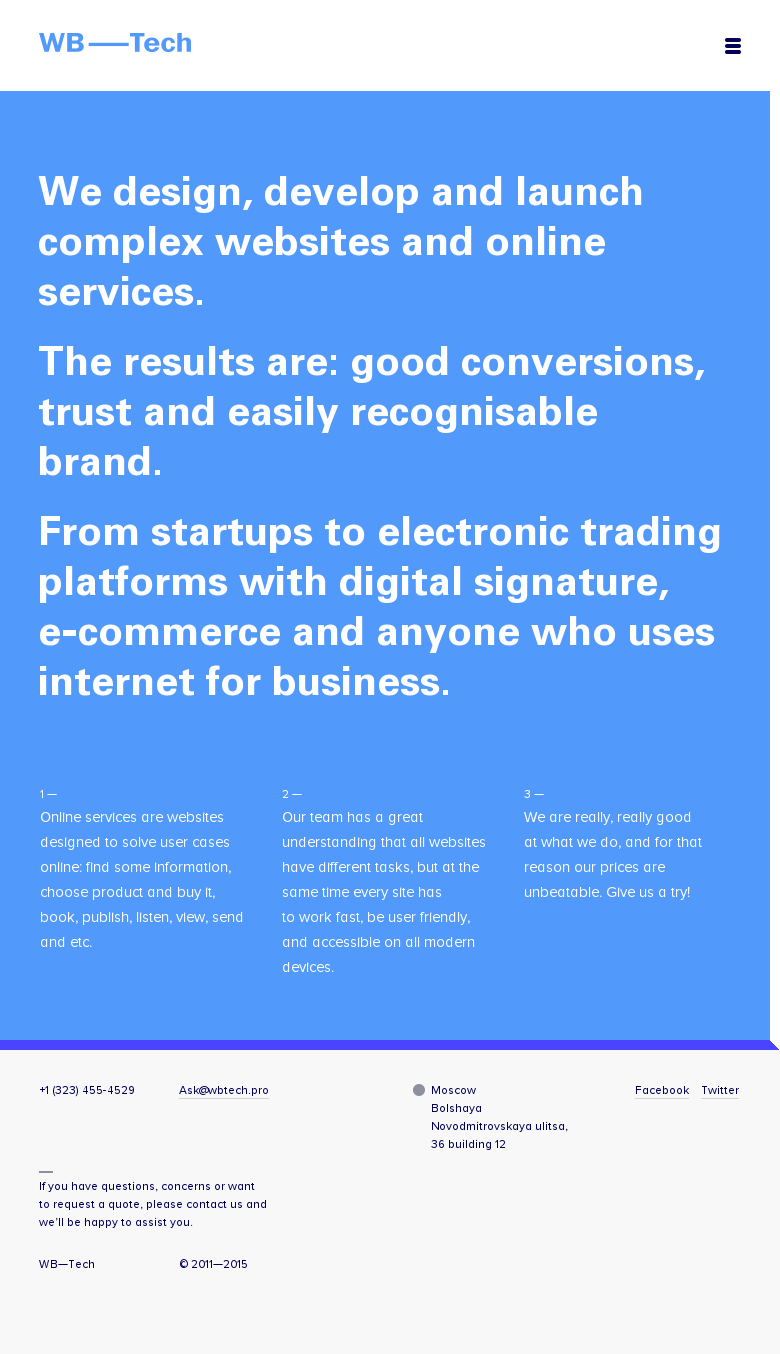 WB—Tech
We design, develop and launch
complex websites and online
services.
The results are: good conversions,
trust and easily recognisable
brand.
From startups to electronic trading
platforms with digital signature,
e-commerce and anyone who uses
internet for business.
1 —
Online services are websites
designed to solve user cases
online: find some information,
choose product and buy it,
book, publish, listen, view, send
and etc.
2 —
Our team has a great
understanding that all websites
have different tasks, but at the
same time every site has
to work fast, be user friendly,
and accessible on all modern
devices.
3 —
We are really, really good
at what we do, and for that
reason our prices are
unbeatable. Give us a try!
+1 (323) 455-4529
Ask@wbtech.pro
Moscow
Bolshaya
Novodmitrovskaya ulitsa,
36 building 12
Facebook
Twitter
If you have questions, concerns or want
to request a quote, please contact us and
we'll be happy to assist you.
WB—Tech
© 2011—2015